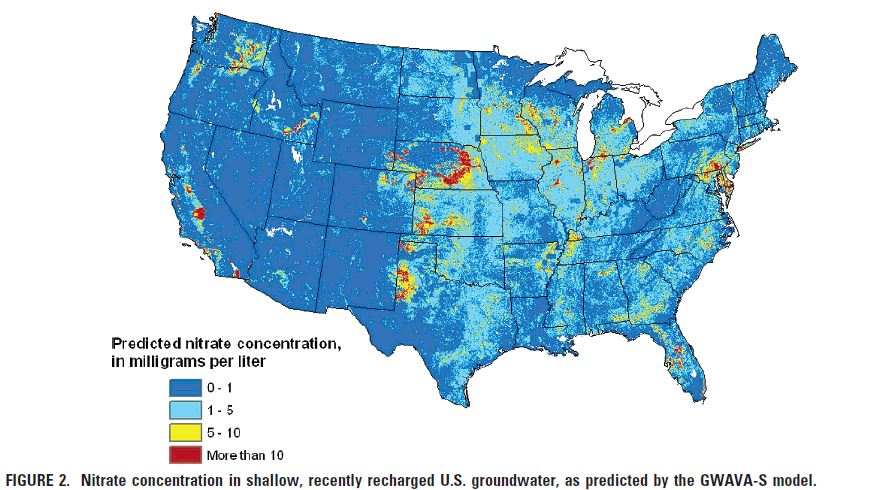 Predicted nitrate concentration,
in milligrams per liter
0 - 1
1 - 5
5 - 10
More than 10
FIGURE 2. Nitrate concentration in shallow, recently recharged U.S. groundwater, as predicted by the GWAVA-S model.